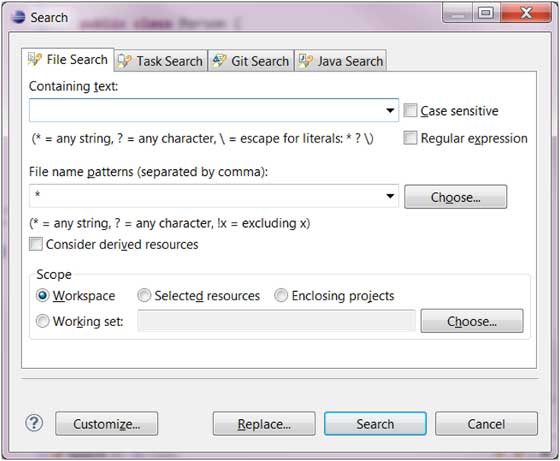 Search
public class Person {
File Search
Task Search
Git Search
Java Search
Containing text:
Case sensitive
(* = any string, ? = any character, \ = escape for literals: * ? \)
Regular expression
File name patterns (separated by comma):
*
Choose...
(* = any string, ? = any character, !x = excluding x)
Consider derived resources
Scope
Workspace
Selected resources
Enclosing projects
Working set:
Choose...
?
Customize...
Replace...
Search
Cancel